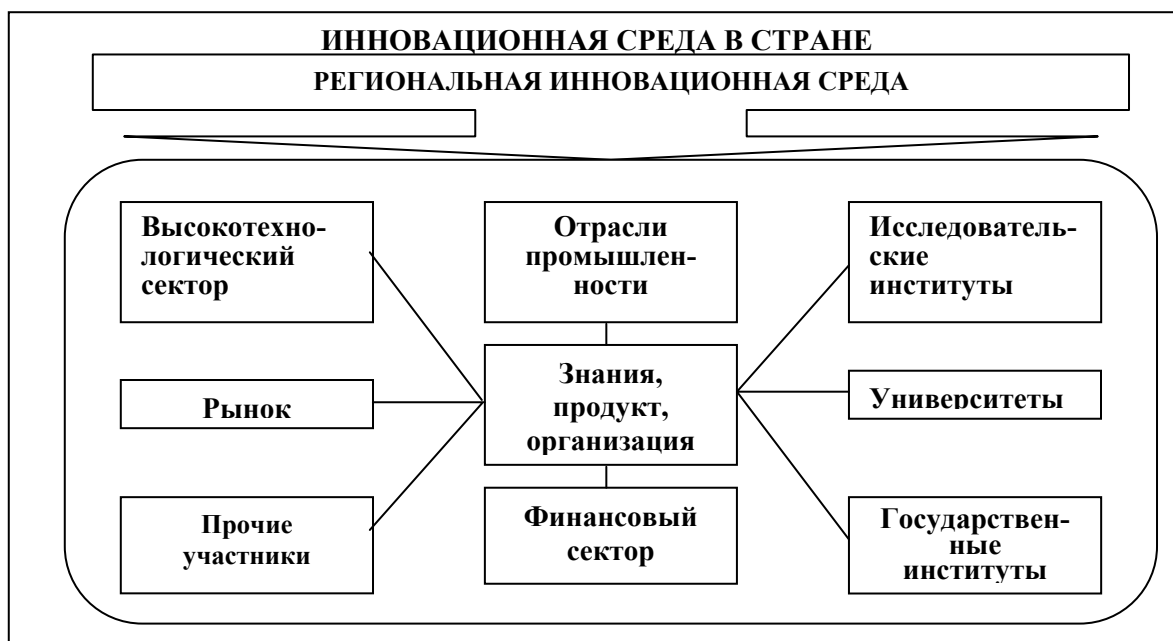 ИННОВАЦИОННАЯ СРЕДА В СТРАНЕ
РЕГИОНАЛЬНАЯ ИННОВАЦИОННАЯ СРЕДА
Высокотехно-
логический
сектор
Отрасли
промышлен-
ности
Исследователь-
ские
институты
Рынок
Знания,
продукт,
организация
Университеты
Прочие
участники
Финансовый
сектор
Государствен-
ные
институты